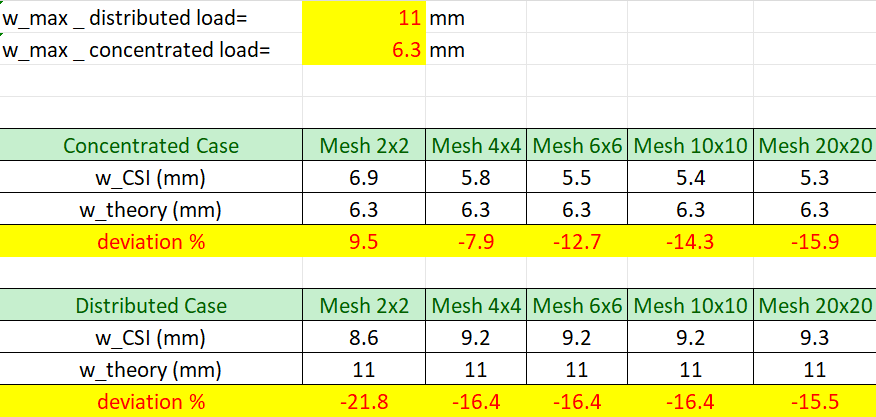 w_max _ distributed load= 11 mm
w_max _ concentrated load= 6.3 mm
Concentrated Case Mesh 2x2 Mesh 4x4 Mesh 6x6 Mesh 10x10 Mesh 20x20
w_CSI (mm) 6.9 5.8 5.5 5.4 5.3
w_theory (mm) 6.3 6.3 6.3 6.3 6.3
deviation % 9.5 -7.9 -12.7 -14.3 -15.9
Distributed Case Mesh 2x2 Mesh 4x4 Mesh 6x6 Mesh 10x10 Mesh 20x20
w_CSI (mm) 8.6 9.2 9.2 9.2 9.3
w_theory (mm) 11 11 11 11 11
deviation % -21.8 -16.4 -16.4 -16.4 -15.5